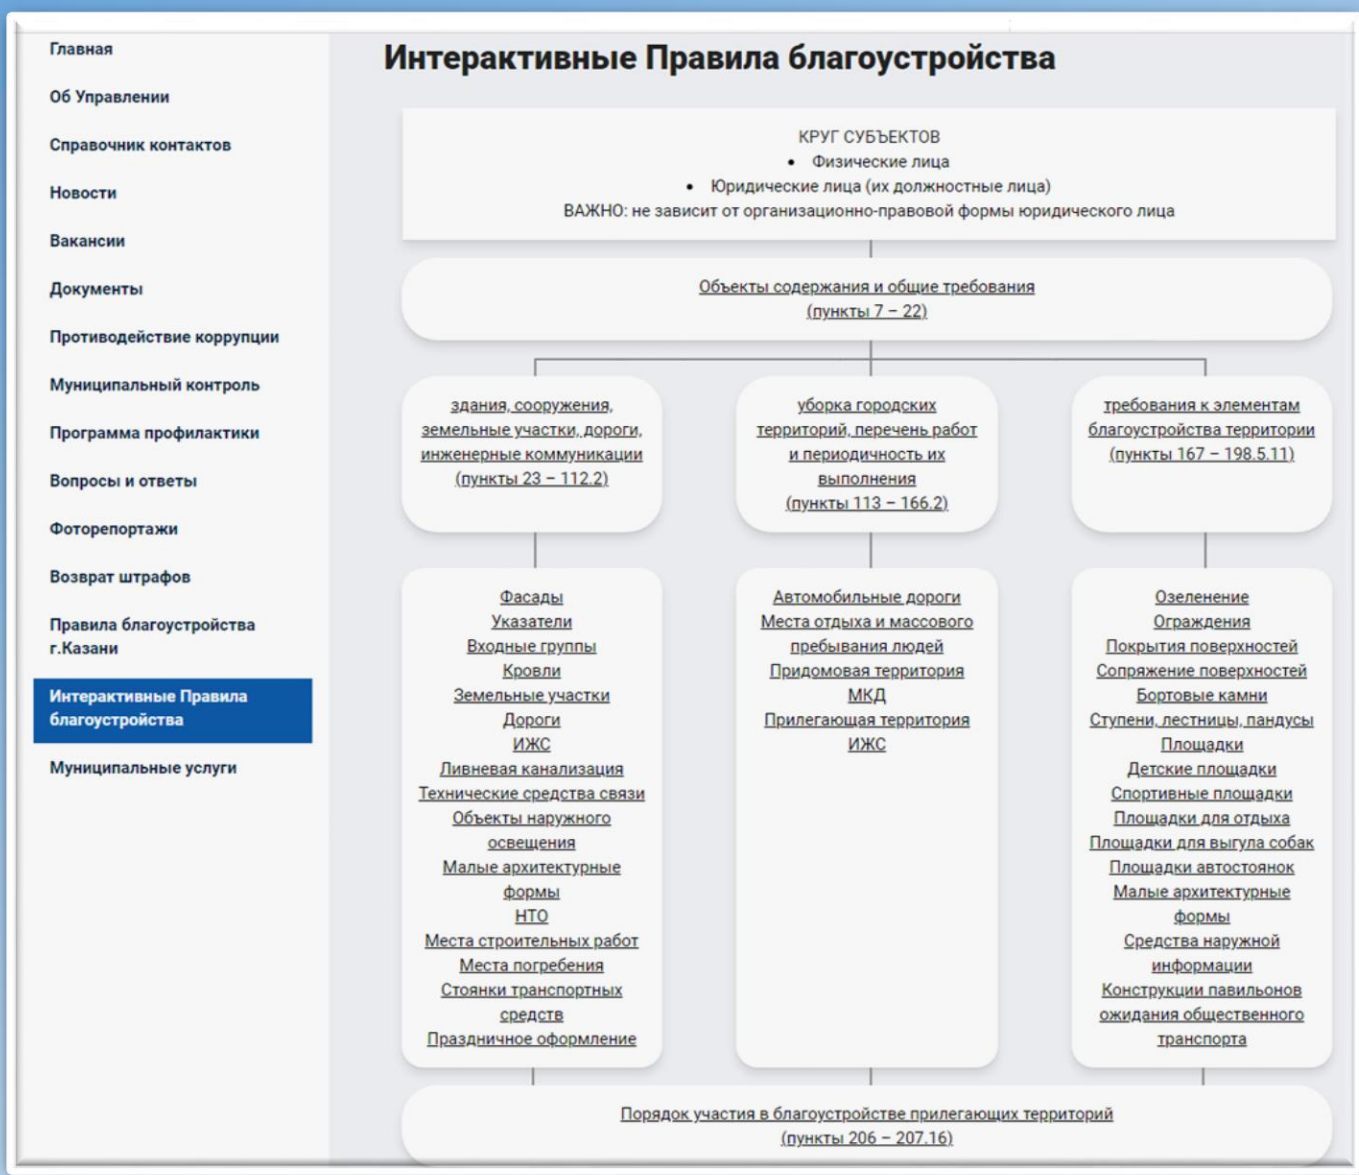 Главная
Об Управлении
Справочник контактов
Новости
Вакансии
Документы
Противодействие коррупции
Муниципальный контроль
Программа профилактики
Вопросы и ответы
Фоторепортажи
Возврат штрафов
Правила благоустройства
г.Казани
Интерактивные Правила
благоустройства
Муниципальные услуги
Интерактивные Правила благоустройства
КРУГ СУБЪЕКТОВ
• Физические лица
• Юридические лица (их должностные лица)
ВАЖНО: не зависит от организационно-правовой формы юридического лица
Объекты содержания и общие требования
(пункты 7 – 22)
здания, сооружения,
земельные участки, дороги,
инженерные коммуникации
(пункты 23 – 112.2)
уборка городских
территорий, перечень работ
и периодичность их
выполнения
(пункты 113 – 166.2)
требования к элементам
благоустройства территории
(пункты 167 – 198.5.11)
Фасады
Указатели
Входные группы
Кровли
Земельные участки
Дороги
ИЖС
Ливневая канализация
Технические средства связи
Объекты наружного
освещения
Малые архитектурные
формы
НТО
Места строительных работ
Места погребения
Стоянки транспортных
средств
Праздничное оформление
Автомобильные дороги
Места отдыха и массового
пребывания людей
Придомовая территория
МКД
Прилегающая территория
ИЖС
Озеленение
Ограждения
Покрытия поверхностей
Сопряжение поверхностей
Бортовые камни
Ступени, лестницы, пандусы
Площадки
Детские площадки
Спортивные площадки
Площадки для отдыха
Площадки для выгула собак
Площадки автостоянок
Малые архитектурные
формы
Средства наружной
информации
Конструкции павильонов
ожидания общественного
транспорта
Порядок участия в благоустройстве прилегающих территорий
(пункты 206 – 207.16)